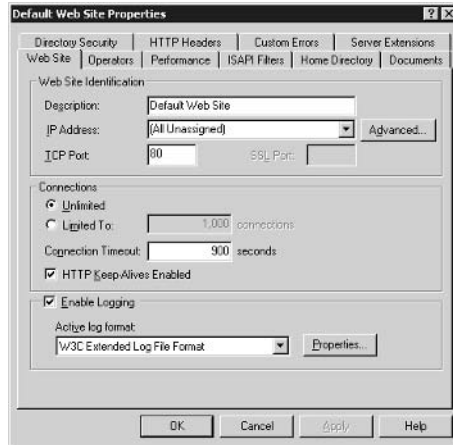 Default Web Site Properties
Directory Security HTTP Headers Custom Errors Server Extensions
Web Site Operators Performance ISAPI Filters Home Directory Documents
Web Site Identification
Description: Default Web Site
IP Address: (All Unassigned) Advanced...
TCP Port: 80 SSL Port:
Connections
Unlimited
Limited To: 1,000 connections
Connection Timeout: 900 seconds
HTTP Keep-Alives Enabled
Enable Logging
Active log format:
W3C Extended Log File Format Properties...
OK Cancel Apply Help